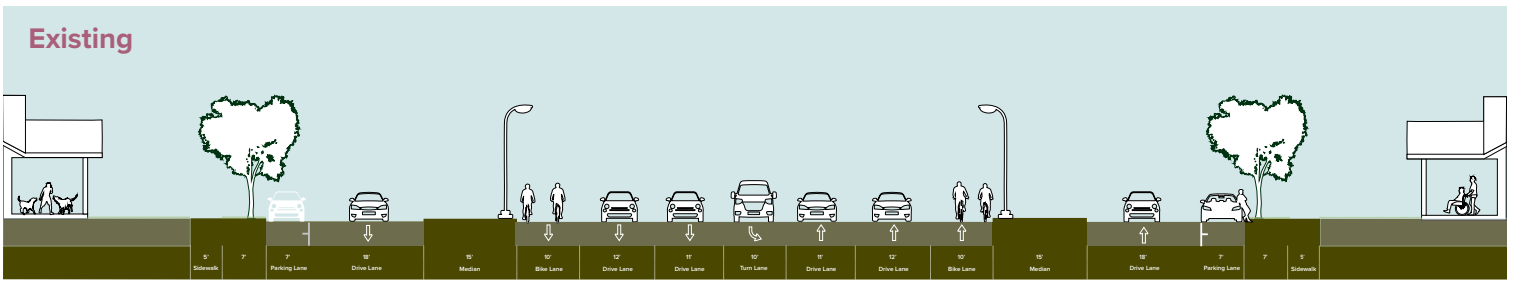 Existing
5' 7' 7' 18' 15' 10' 12' 11' 10' 11' 12' 10' 15' 18' 7' 7' 5'
Sidewalk Parking Lane Drive Lane Median Bike Lane Drive Lane Drive Lane Turn Lane Drive Lane Drive Lane Bike Lane Median Drive Lane Parking Lane Sidewalk